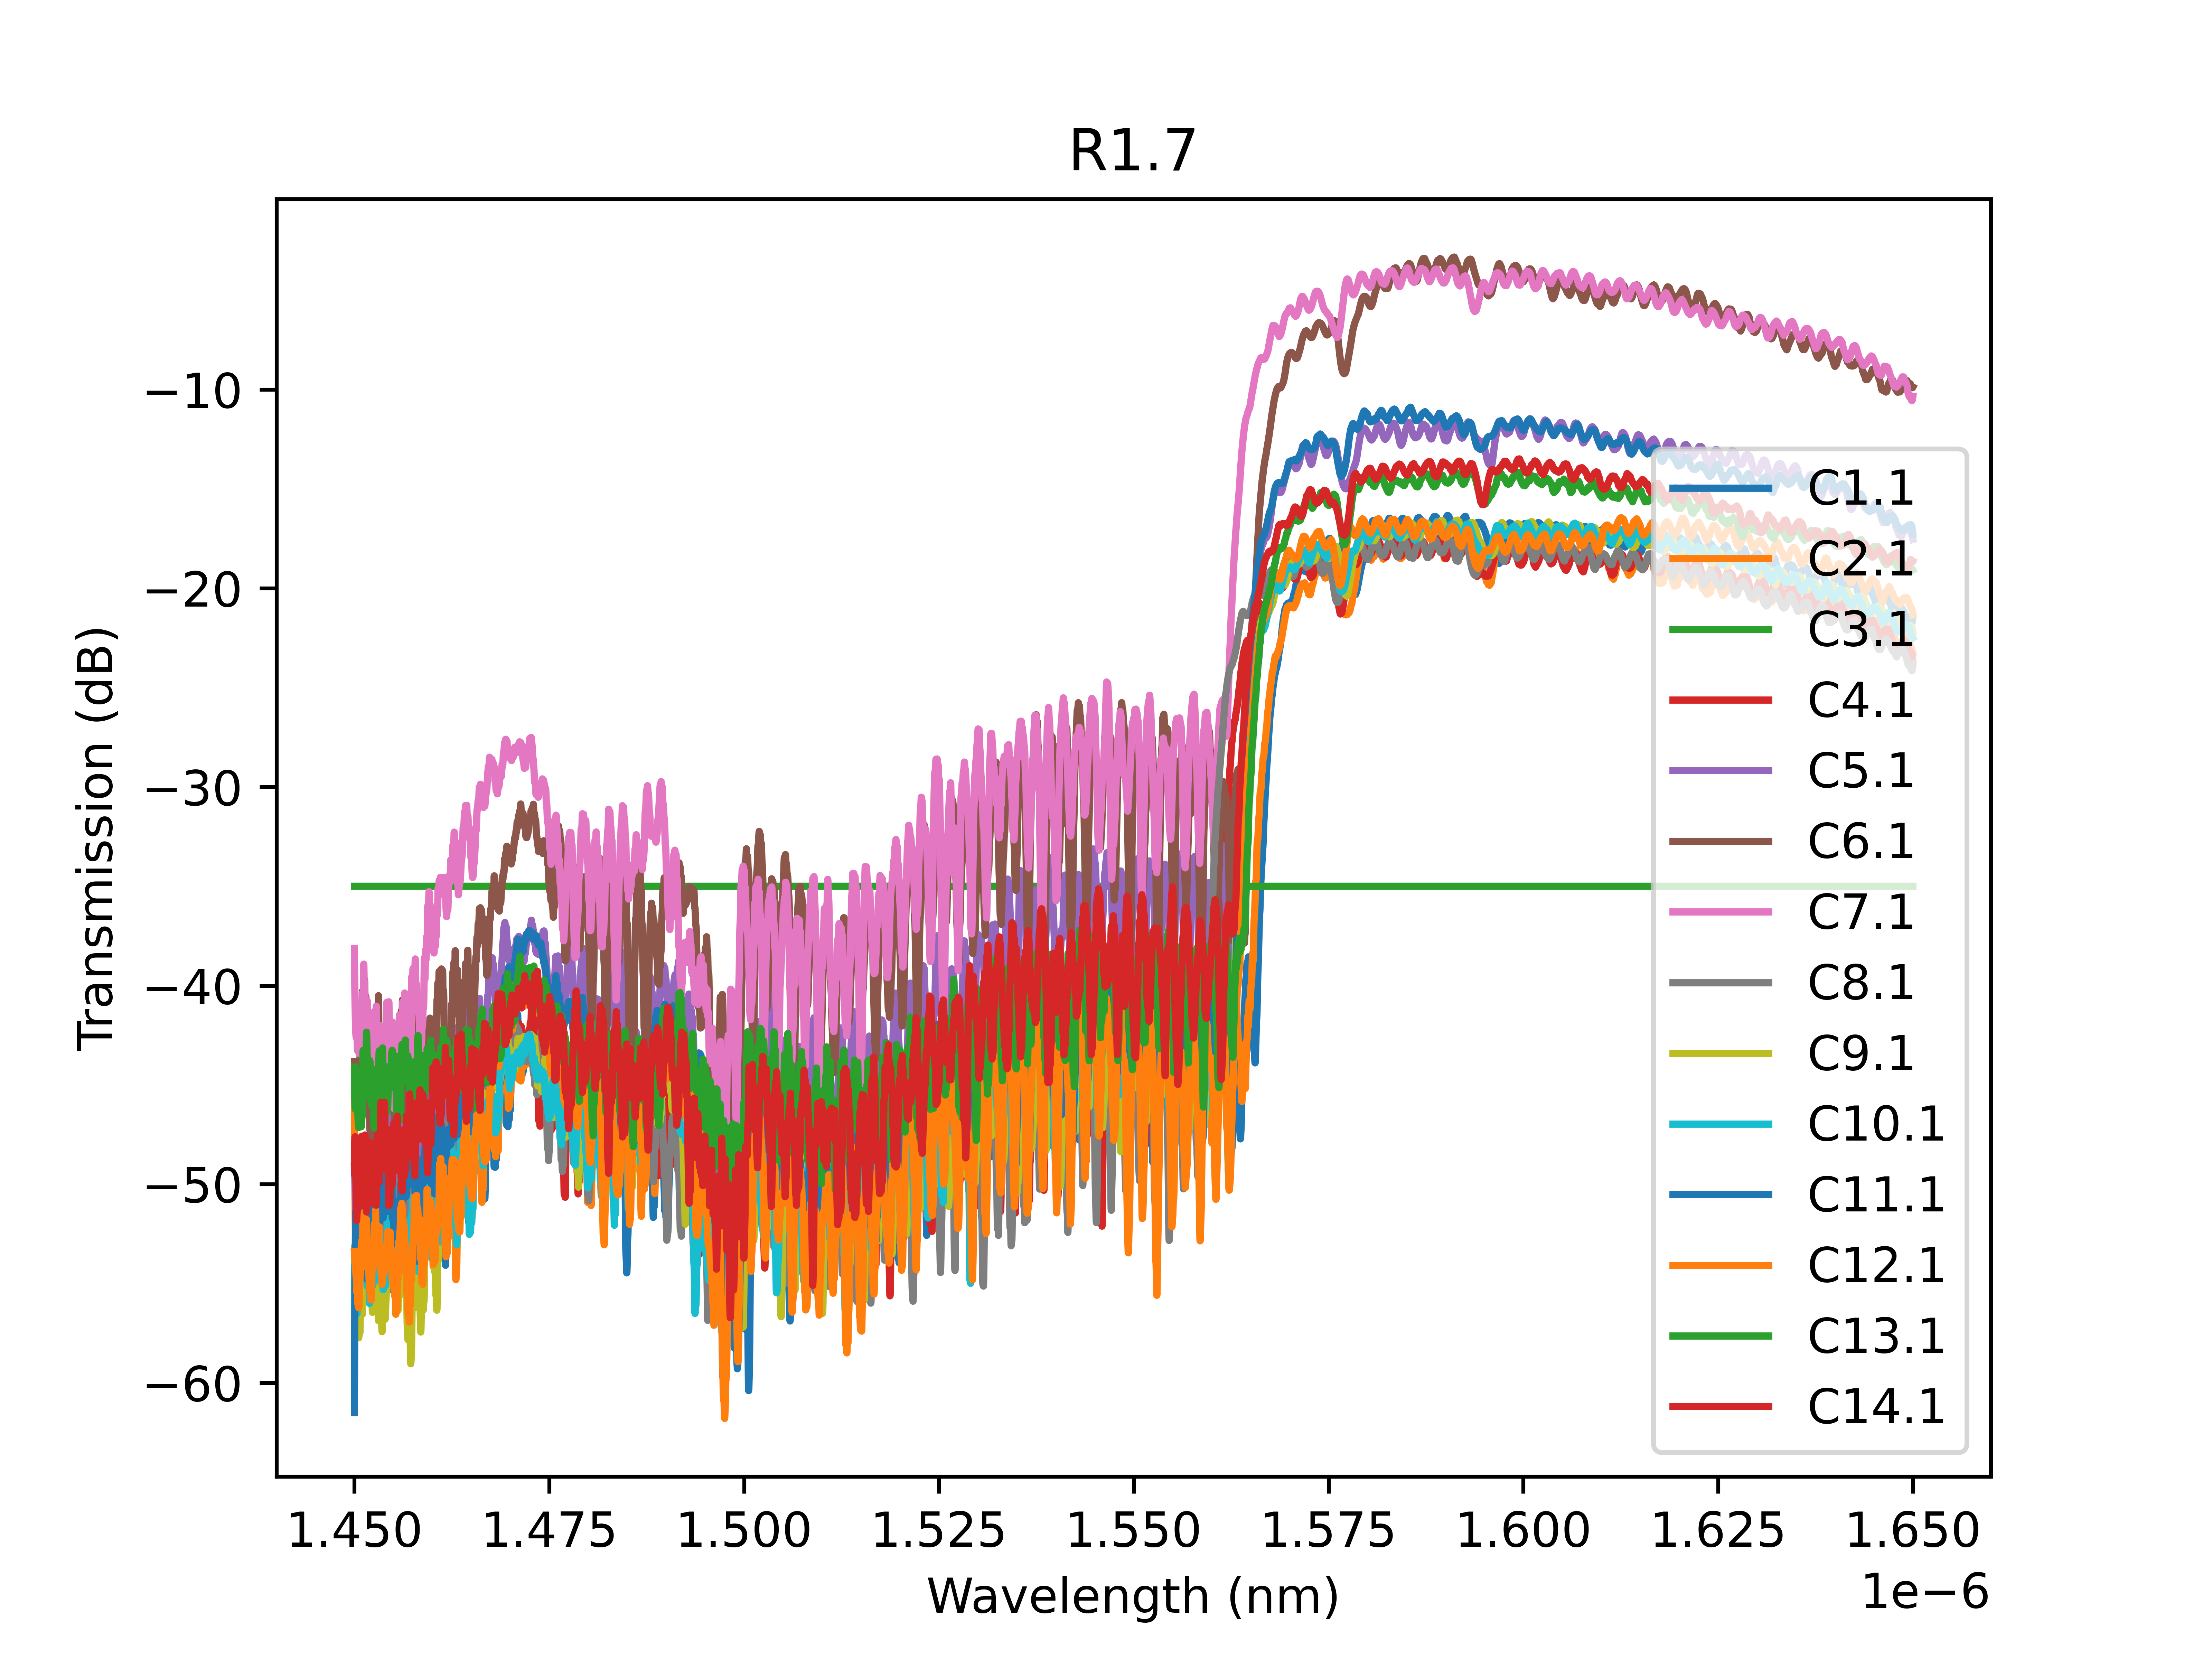 R1.7
Transmission (dB)
−10
−20
−30
−40
−50
−60
C1.1
C2.1
C3.1
C4.1
C5.1
C6.1
C7.1
C8.1
C9.1
C10.1
C11.1
C12.1
C13.1
C14.1
1.450 1.475 1.500 1.525 1.550 1.575 1.600 1.625 1.650
Wavelength (nm)
1e−6